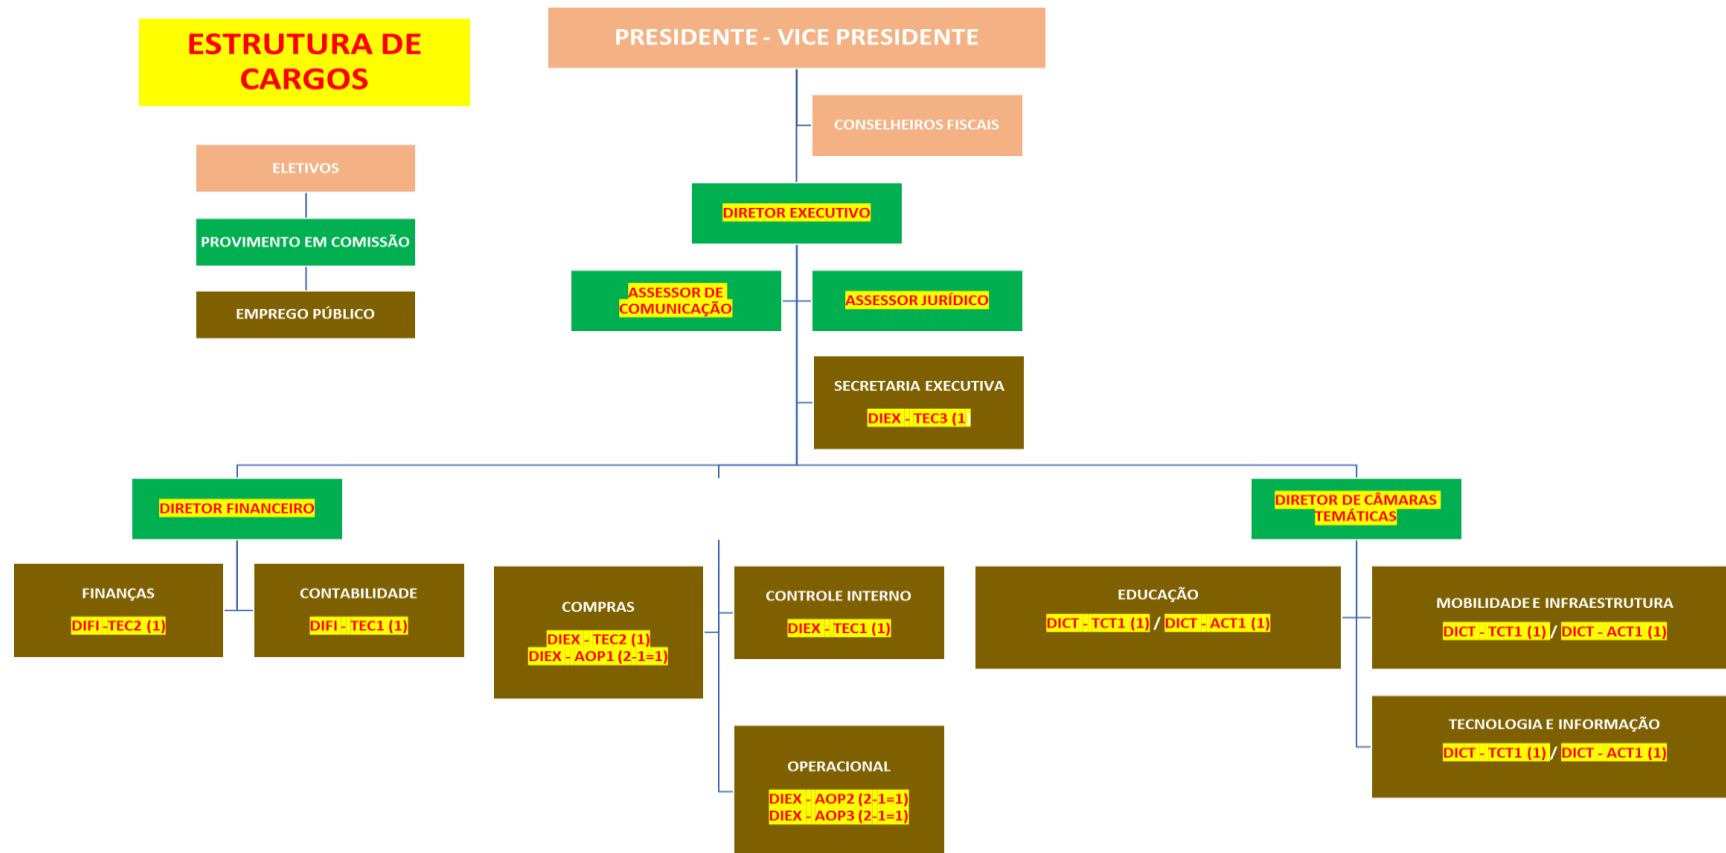 ESTRUTURA DE
CARGOS
PRESIDENTE - VICE PRESIDENTE
CONSELHEIROS FISCAIS
ELETIVOS
PROVIMENTO EM COMISSÃO
EMPREGO PÚBLICO
DIRETOR EXECUTIVO
ASSESSOR DE
COMUNICAÇÃO
ASSESSOR JURÍDICO
SECRETARIA EXECUTIVA
DIEX - TEC3 (1)
DIRETOR FINANCEIRO
DIRETOR DE CÂMARAS
TEMÁTICAS
FINANÇAS
DIFI -TEC2 (1)
CONTABILIDADE
DIFI - TEC1 (1)
COMPRAS
DIEX - TEC2 (1)
DIEX - AOP1 (2-1=1)
CONTROLE INTERNO
DIEX - TEC1 (1)
OPERACIONAL
DIEX - AOP2 (2-1=1)
DIEX - AOP3 (2-1=1)
EDUCAÇÃO
DICT - TCT1 (1) / DICT - ACT1 (1)
MOBILIDADE E INFRAESTRUTURA
DICT - TCT1 (1) / DICT - ACT1 (1)
TECNOLOGIA E INFORMAÇÃO
DICT - TCT1 (1) / DICT - ACT1 (1)